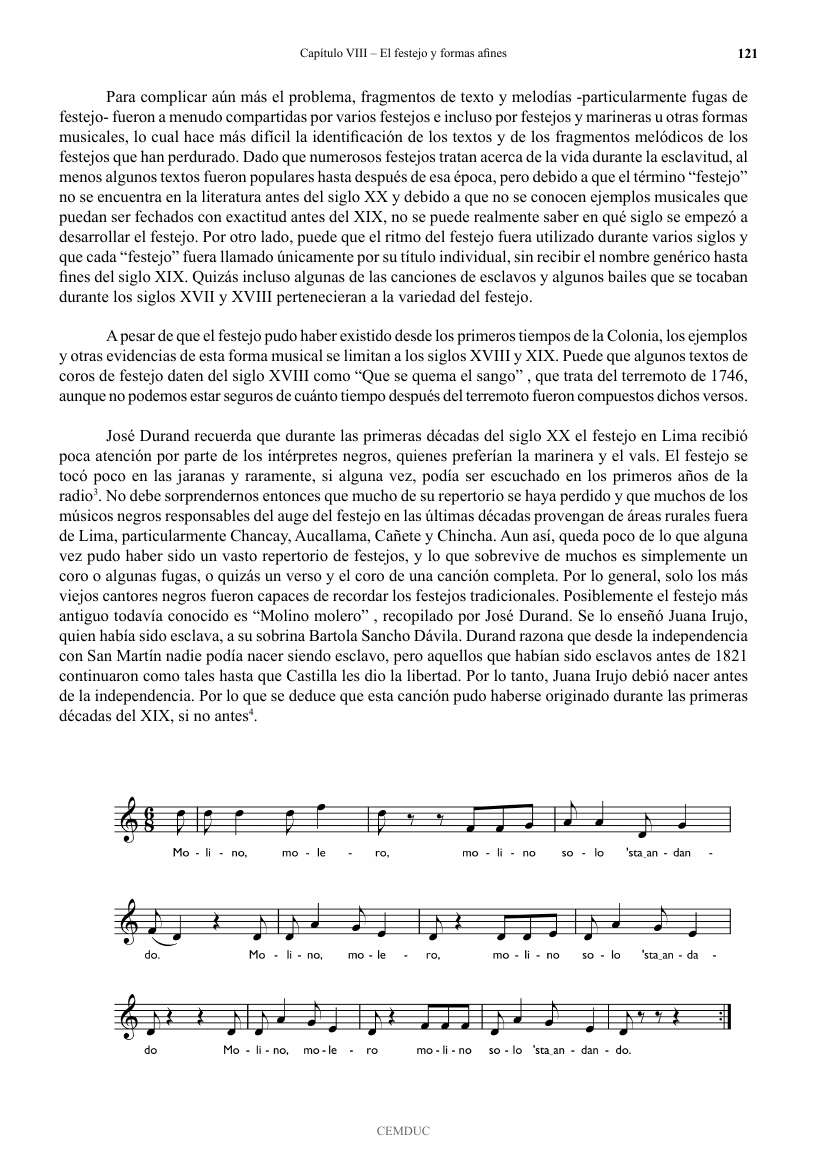 Capítulo VIII – El festejo y formas afines
121
Para complicar aún más el problema, fragmentos de texto y melodías -particularmente fugas de
festejo- fueron a menudo compartidas por varios festejos e incluso por festejos y marineras u otras formas
musicales, lo cual hace más difícil la identificación de los textos y de los fragmentos melódicos de los
festejos que han perdurado. Dado que numerosos festejos tratan acerca de la vida durante la esclavitud, al
menos algunos textos fueron populares hasta después de esa época, pero debido a que el término “festejo”
no se encuentra en la literatura antes del siglo XX y debido a que no se conocen ejemplos musicales que
puedan ser fechados con exactitud antes del XIX, no se puede realmente saber en qué siglo se empezó a
desarrollar el festejo. Por otro lado, puede que el ritmo del festejo fuera utilizado durante varios siglos y
que cada “festejo” fuera llamado únicamente por su título individual, sin recibir el nombre genérico hasta
fines del siglo XIX. Quizás incluso algunas de las canciones de esclavos y algunos bailes que se tocaban
durante los siglos XVII y XVIII pertenecieran a la variedad del festejo.
A pesar de que el festejo pudo haber existido desde los primeros tiempos de la Colonia, los ejemplos
y otras evidencias de esta forma musical se limitan a los siglos XVIII y XIX. Puede que algunos textos de
coros de festejo daten del siglo XVIII como “Que se quema el sango” , que trata del terremoto de 1746,
aunque no podemos estar seguros de cuánto tiempo después del terremoto fueron compuestos dichos versos.
José Durand recuerda que durante las primeras décadas del siglo XX el festejo en Lima recibió
poca atención por parte de los intérpretes negros, quienes preferían la marinera y el vals. El festejo se
tocó poco en las jaranas y raramente, si alguna vez, podía ser escuchado en los primeros años de la
radio³. No debe sorprendernos entonces que mucho de su repertorio se haya perdido y que muchos de los
músicos negros responsables del auge del festejo en las últimas décadas provengan de áreas rurales fuera
de Lima, particularmente Chancay, Aucallama, Cañete y Chincha. Aun así, queda poco de lo que alguna
vez pudo haber sido un vasto repertorio de festejos, y lo que sobrevive de muchos es simplemente un
coro o algunas fugas, o quizás un verso y el coro de una canción completa. Por lo general, solo los más
viejos cantores negros fueron capaces de recordar los festejos tradicionales. Posiblemente el festejo más
antiguo todavía conocido es “Molino molero” , recopilado por José Durand. Se lo enseñó Juana Irujo,
quien había sido esclava, a su sobrina Bartola Sancho Dávila. Durand razona que desde la independencia
con San Martín nadie podía nacer siendo esclavo, pero aquellos que habían sido esclavos antes de 1821
continuaron como tales hasta que Castilla les dio la libertad. Por lo tanto, Juana Irujo debió nacer antes
de la independencia. Por lo que se deduce que esta canción pudo haberse originado durante las primeras
décadas del XIX, si no antes⁴.
6
8
Mo - li - no, mo - le - ro, mo - li - no so - lo 'sta_an - dan -
do. Mo - li - no, mo - le - ro, mo - li - no so - lo 'sta_an - da -
do Mo - li - no, mo - le - ro mo - li - no so - lo 'sta_an - dan - do.
CEMDUC